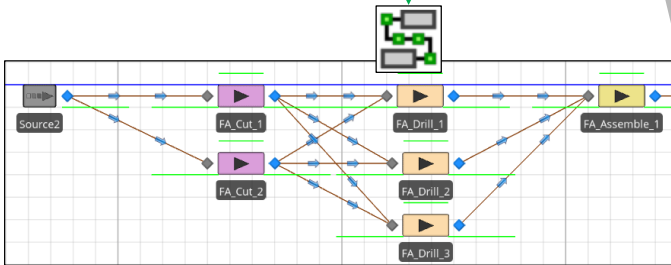 Source2
FA_Cut_1
FA_Drill_1
FA_Assemble_1
FA_Cut_2
FA_Drill_2
FA_Drill_3